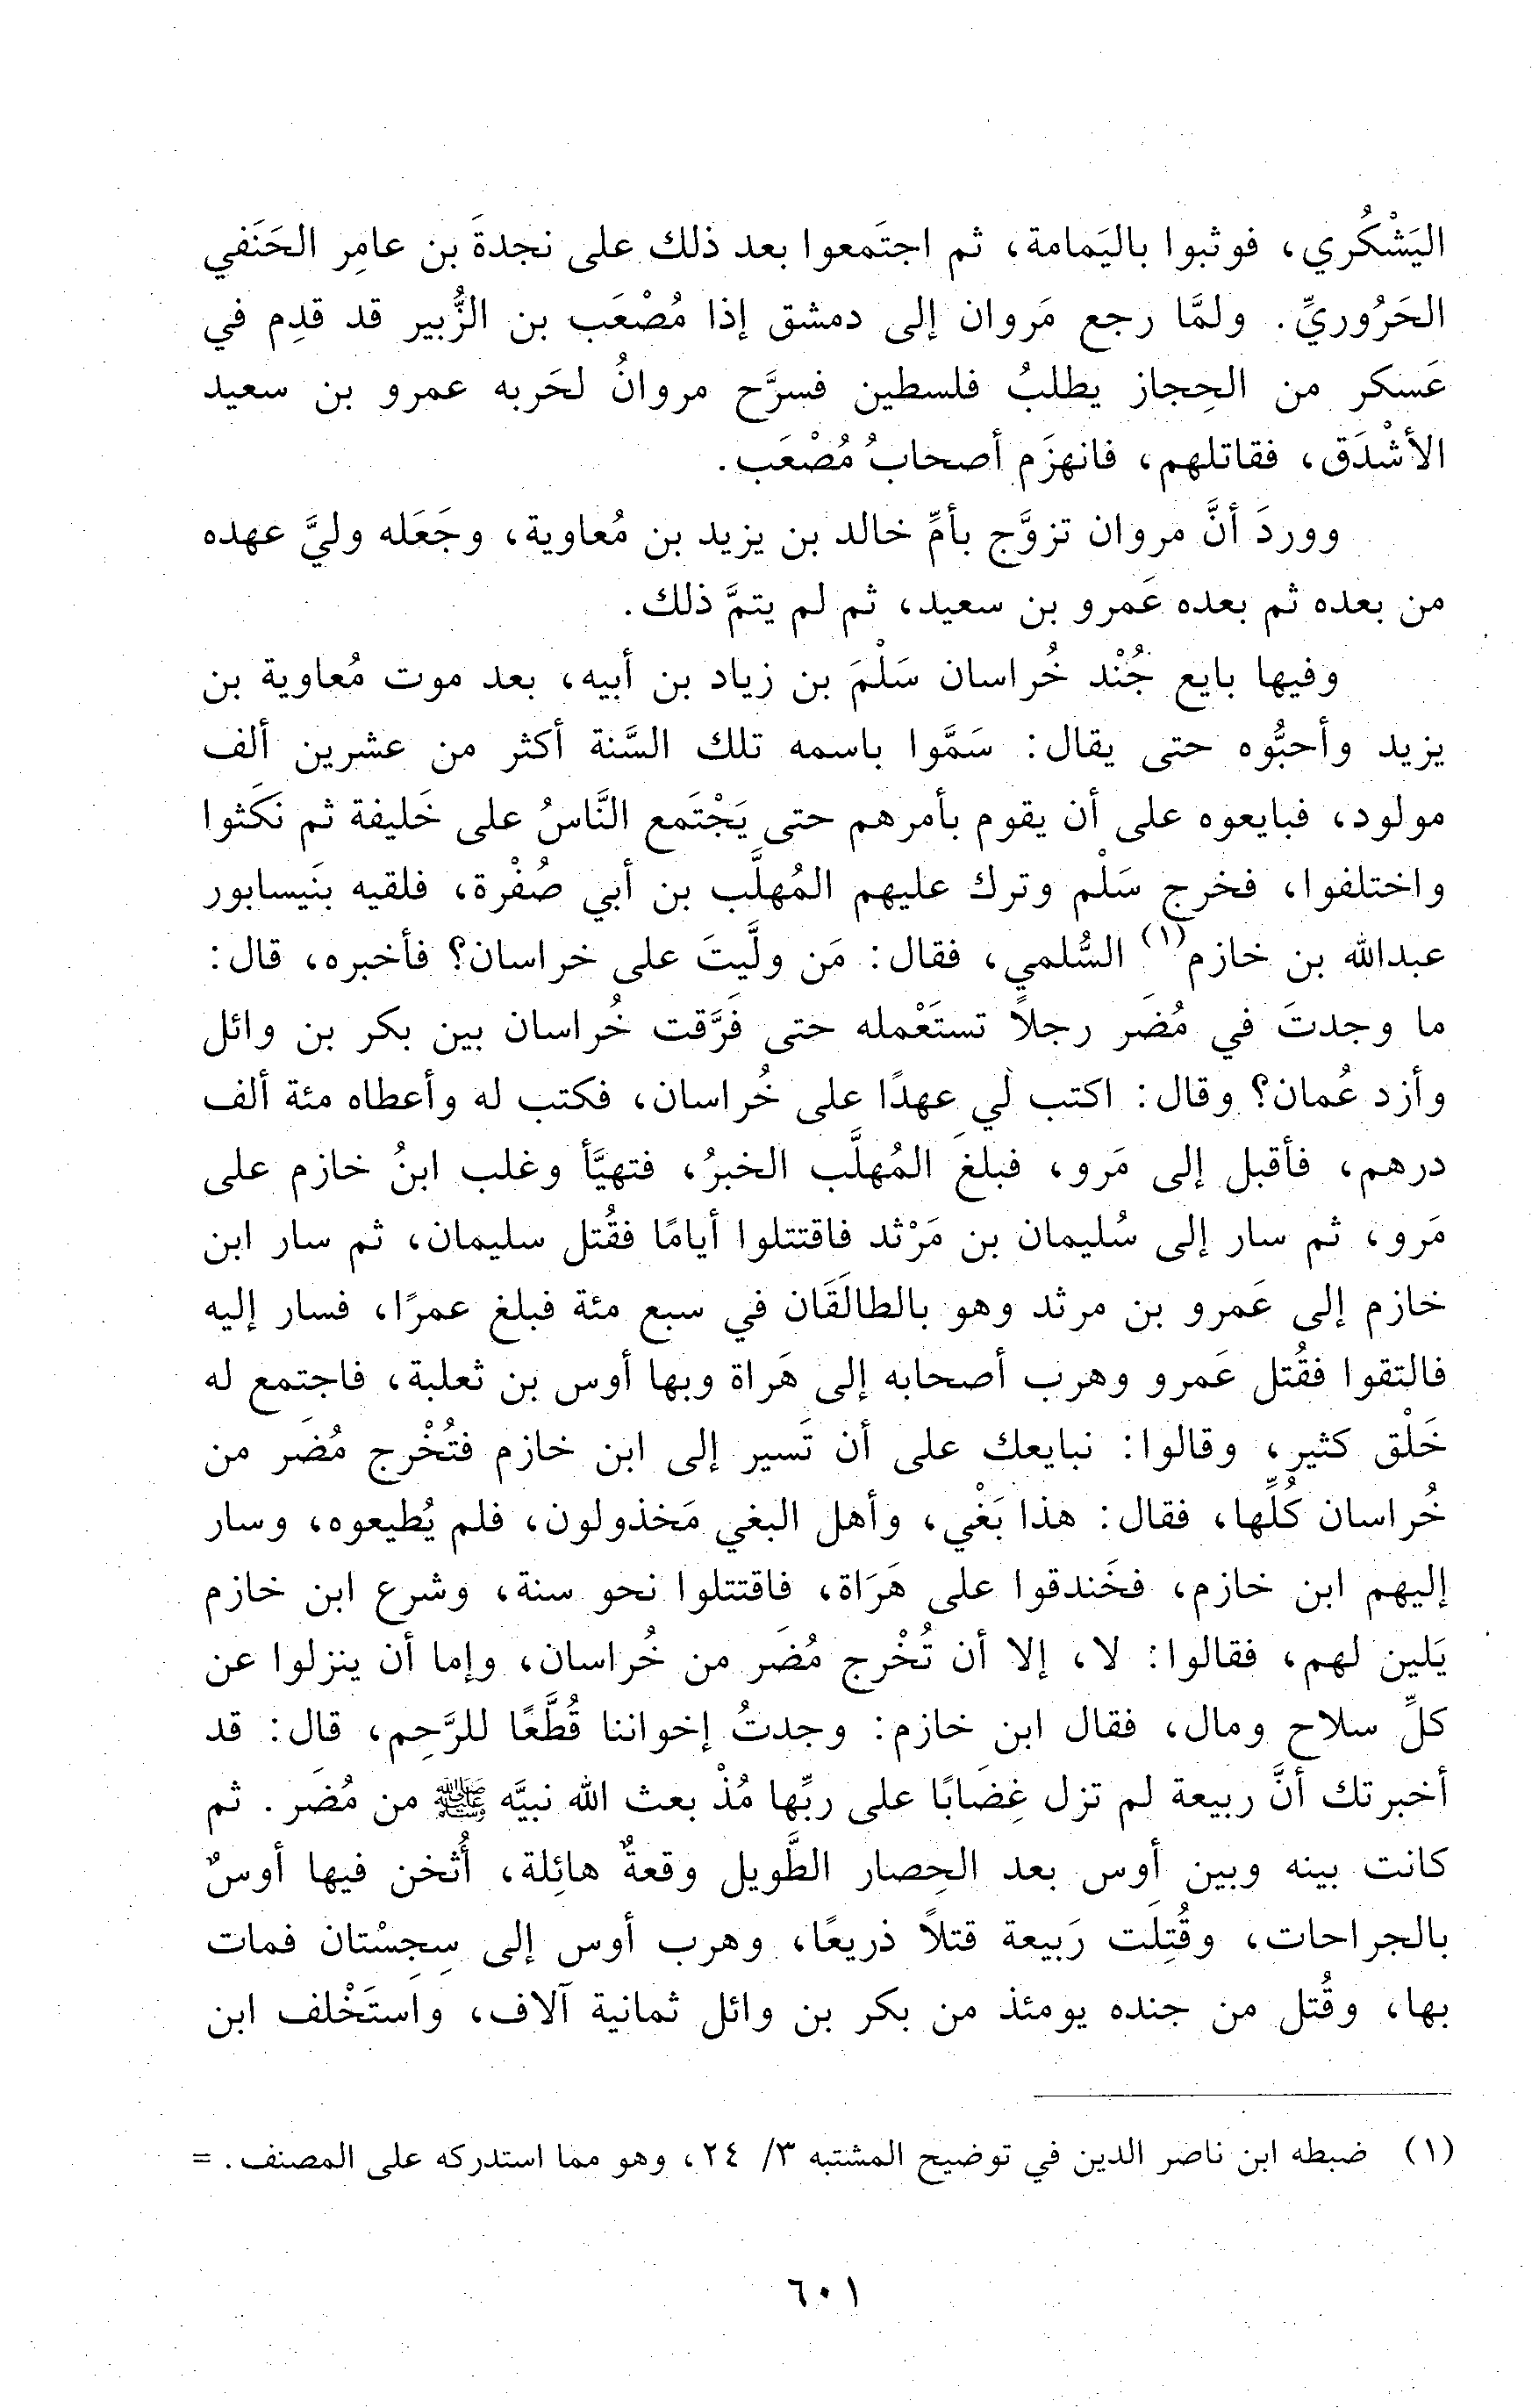 اليَشْكُري، فوثبوا باليَمامة، ثم اجتَمعوا بعد ذلك على نجدةَ بن عامِر الحَنَفي
الحَرُوريِّ. ولمَّا رجع مَروان إلى دمشق إذا مُصْعَب بن الزُّبير قد قدِم في
عَسكر من الحِجاز يطلبُ فلسطين فسرَّح مروانُ لحَربه عمرو بن سعيد
الأشْدَق، فقاتلهم، فانهزَم أصحابُ مُصْعَب.
ووردَ أنَّ مروان تزوَّج بأمِّ خالد بن يزيد بن مُعاوية، وجَعَله وليَّ عهده
من بعده ثم بعده عَمرو بن سعيد، ثم لم يتمَّ ذلك.
وفيها بايع جُنْد خُراسان سَلْمَ بن زياد بن أبيه، بعد موت مُعاوية بن
يزيد وأحبُّوه حتى يقال: سَمَّوا باسمه تلك السَّنة أكثر من عشرين ألف
مولود، فبايعوه على أن يقوم بأمرهم حتى يَجْتَمع النَّاسُ على خَليفة ثم نَكَثوا
واختلفوا، فخرج سَلْم وترك عليهم المُهلَّب بن أبي صُفْرة، فلقيه بنَيسابور
عبدالله بن خازم(١) السُّلمي، فقال: مَن ولَّيتَ على خراسان؟ فأخبره، قال:
ما وجدتَ في مُضَر رجلاً تستَعْمله حتى فَرَّقت خُراسان بين بكر بن وائل
وأزد عُمان؟ وقال: اكتب لي عهدًا على خُراسان، فكتب له وأعطاه مئة ألف
درهم، فأقبل إلى مَرو، فبلغَ المُهلَّب الخبرُ، فتهيَّأ وغلب ابنُ خازم على
مَرو، ثم سار إلى سُليمان بن مَرْثد فاقتتلوا أيامًا فقُتل سليمان، ثم سار ابن
خازم إلى عَمرو بن مرثد وهو بالطالَقَان في سبع مئة فبلغ عمرًا، فسار إليه
فالتقوا فقُتل عَمرو وهرب أصحابه إلى هَراة وبها أوس بن ثعلبة، فاجتمع له
خَلْق كثير، وقالوا: نبايعك على أن تَسير إلى ابن خازم فتُخْرج مُضَر من
خُراسان كُلِّها، فقال: هذا بَغْي، وأهل البغي مَخذولون، فلم يُطيعوه، وسار
إليهم ابن خازم، فخَندقوا على هَرَاة، فاقتتلوا نحو سنة، وشرع ابن خازم
يَلين لهم، فقالوا: لا، إلا أن تُخْرج مُضَر من خُراسان، وإما أن ينزلوا عن
كلِّ سلاح ومال، فقال ابن خازم: وجدتُ إخواننا قُطَّعًا للرَّحِم، قال: قد
أخبرتك أنَّ ربيعة لم تزل غِضَابًا على ربِّها مُذْ بعث الله نبيَّه ﷺ من مُضَر. ثم
كانت بينه وبين أوس بعد الحِصار الطَّويل وقعةٌ هائِلة، أُثخن فيها أوسٌ
بالجراحات، وقُتِلَت رَبيعة قتلاً ذريعًا، وهرب أوس إلى سِجِسْتان فمات
بها، وقُتل من جنده يومئذ من بكر بن وائل ثمانية آلاف، واستَخْلف ابن
(١) ضبطه ابن ناصر الدين في توضيح المشتبه ٣/ ٢٤، وهو مما استدركه على المصنف. =
٦٠١